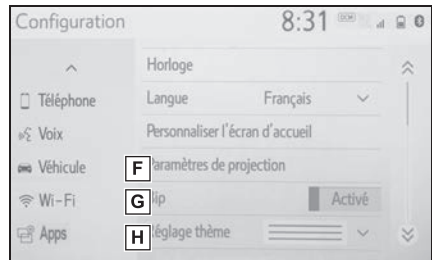 Configuration 8:31 DCM
Horloge
Téléphone
Langue Français
Voix
Personnaliser l'écran d'accueil
Véhicule
F aramètres de projection
Wi-Fi
G ip Activé
Apps
H églage thème